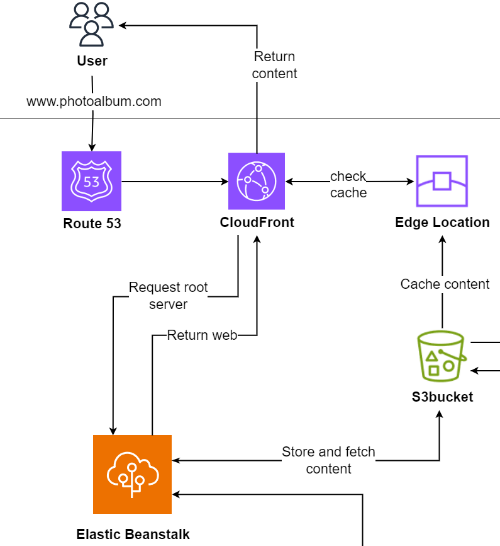 User
Return
content
www.photoalbum.com
53
Route 53
CloudFront
check
cache
Edge Location
Request root
server
Return web
Cache content
S3bucket
Store and fetch
content
Elastic Beanstalk